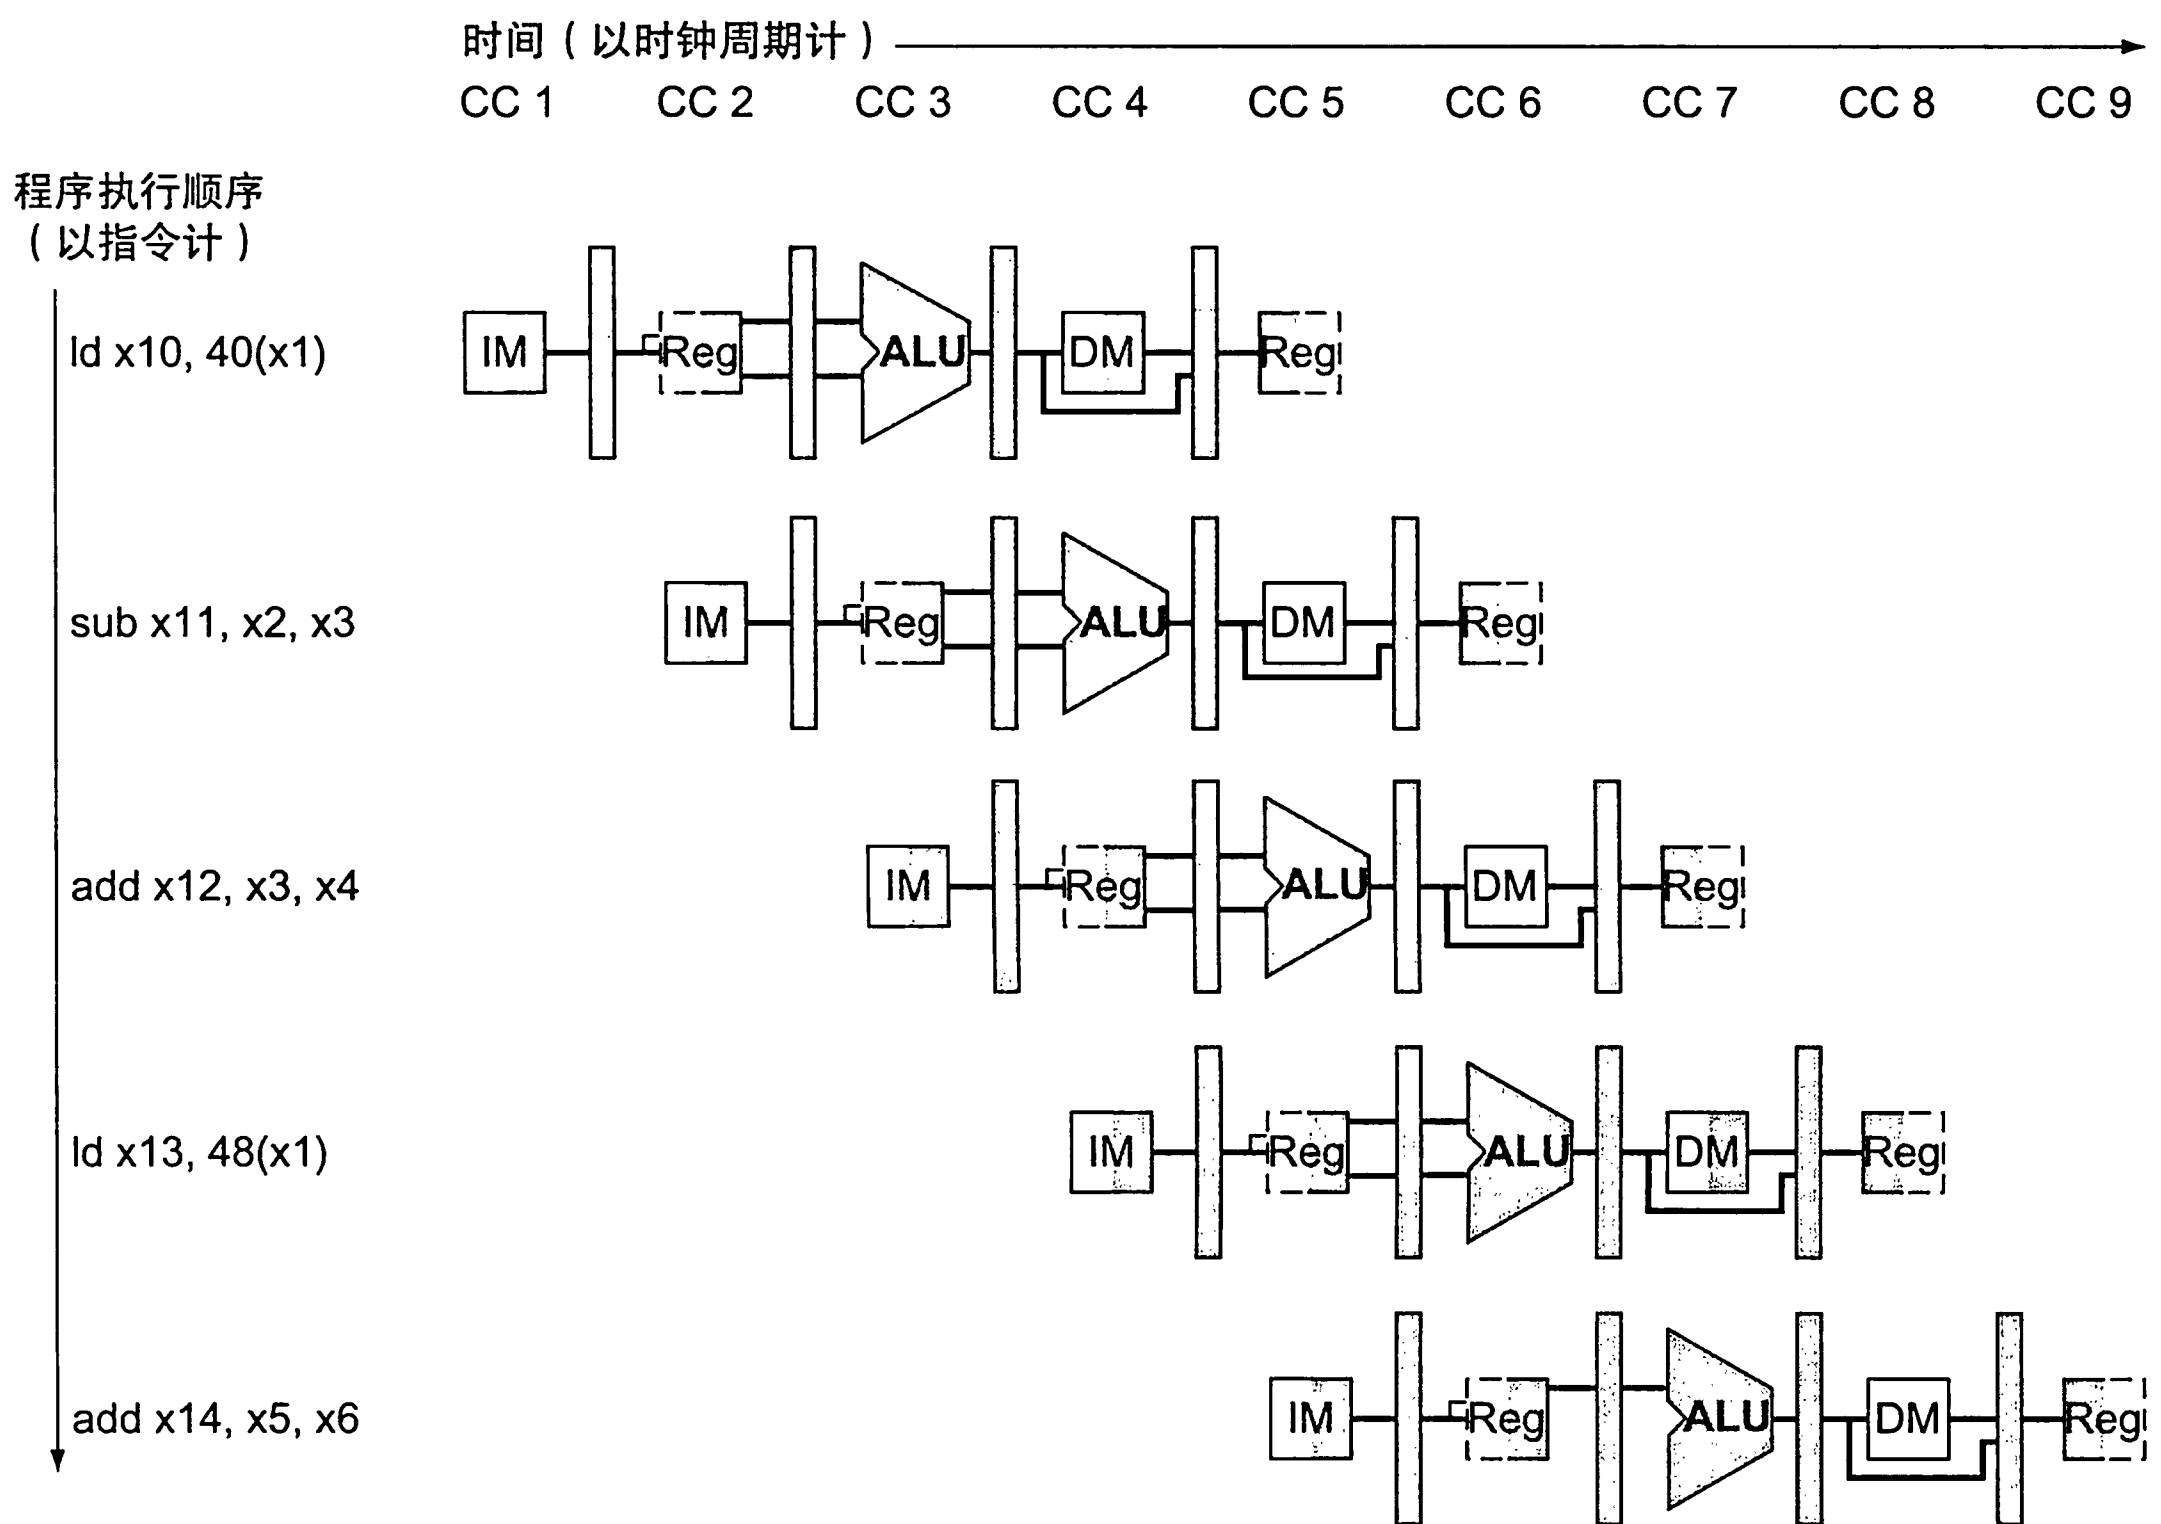 时间（以时钟周期计）
CC 1 CC 2 CC 3 CC 4 CC 5 CC 6 CC 7 CC 8 CC 9
程序执行顺序
（以指令计）
ld x10, 40(x1) IM Reg ALU DM Reg
sub x11, x2, x3 IM Reg ALU DM Reg
add x12, x3, x4 IM Reg ALU DM Reg
ld x13, 48(x1) IM Reg ALU DM Reg
add x14, x5, x6 IM Reg ALU DM Reg